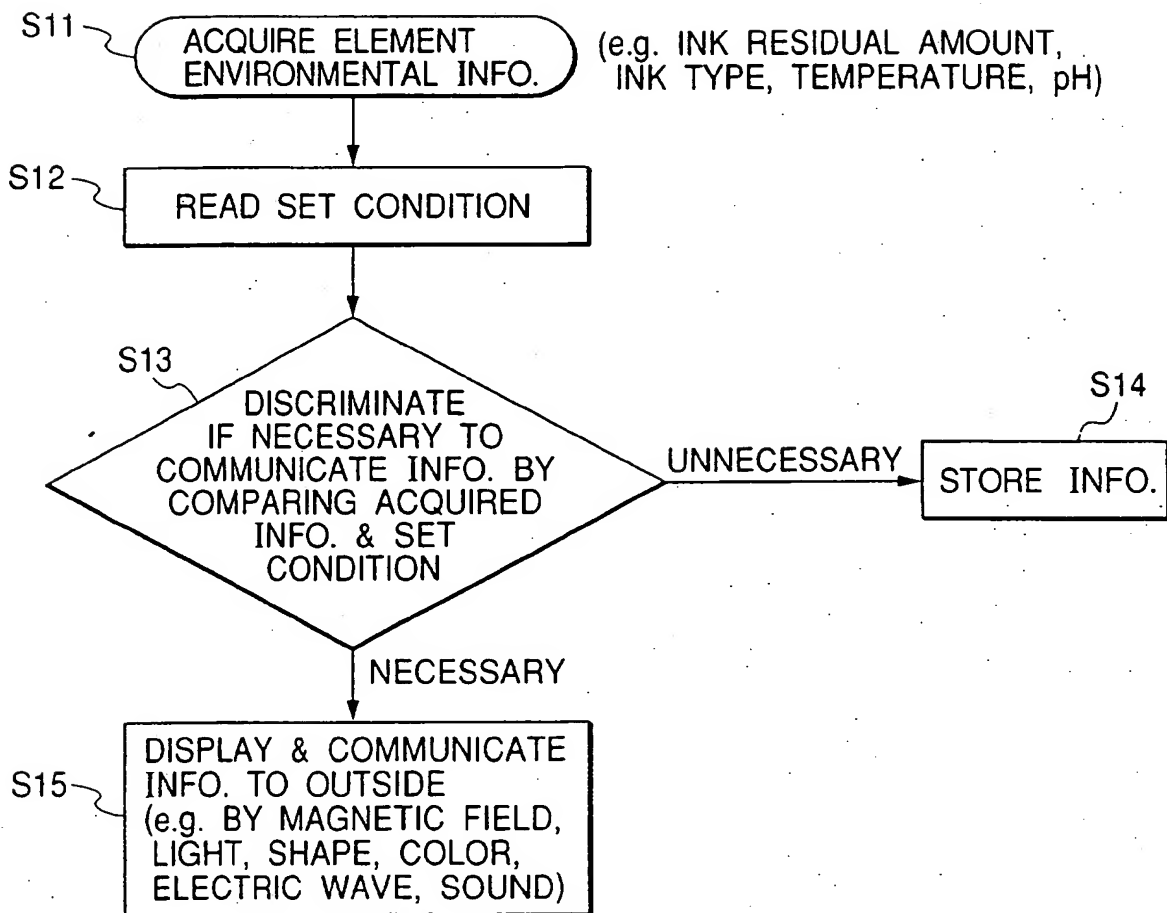 S11
ACQUIRE ELEMENT
ENVIRONMENTAL INFO.
(e.g. INK RESIDUAL AMOUNT,
INK TYPE, TEMPERATURE, pH)
S12
READ SET CONDITION
S13
DISCRIMINATE
IF NECESSARY TO
COMMUNICATE INFO. BY
COMPARING ACQUIRED
INFO. & SET
CONDITION
UNNECESSARY
S14
STORE INFO.
NECESSARY
S15
DISPLAY & COMMUNICATE
INFO. TO OUTSIDE
(e.g. BY MAGNETIC FIELD,
LIGHT, SHAPE, COLOR,
ELECTRIC WAVE, SOUND)